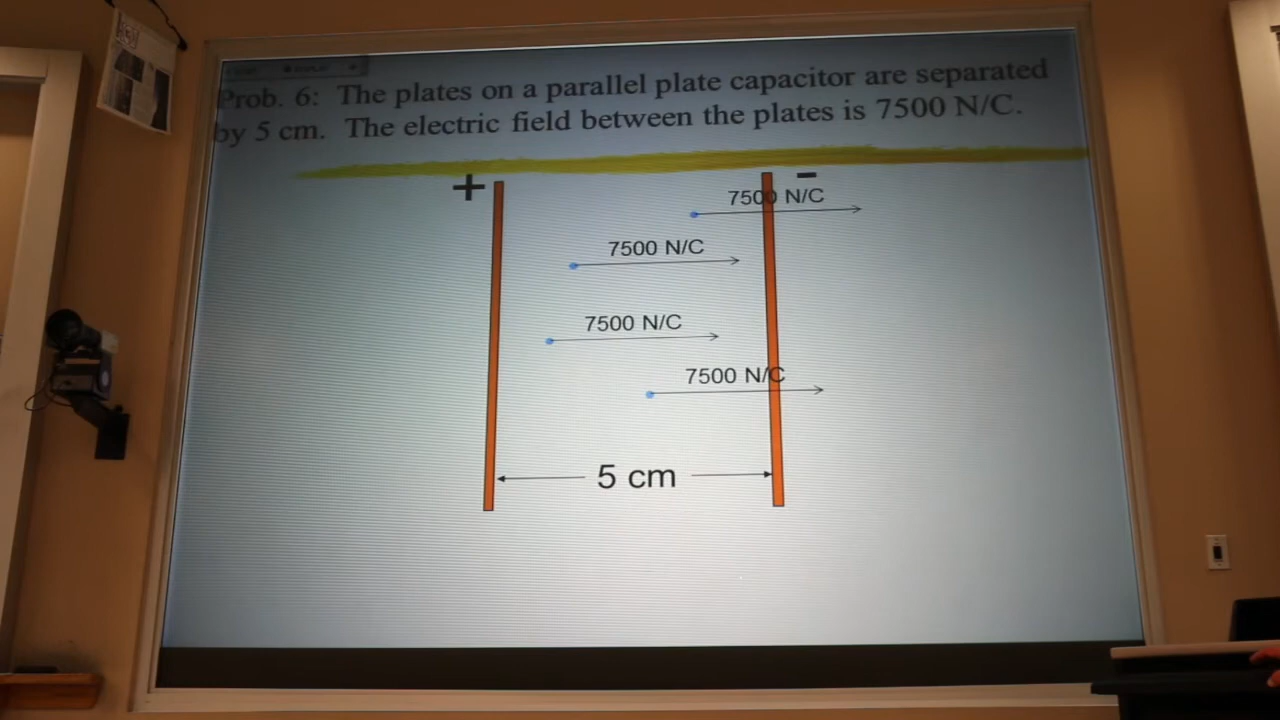 Prob. 6: The plates on a parallel plate capacitor are separated
by 5 cm. The electric field between the plates is 7500 N/C.
+
-
7500 N/C
7500 N/C
7500 N/C
7500 N/C
5 cm